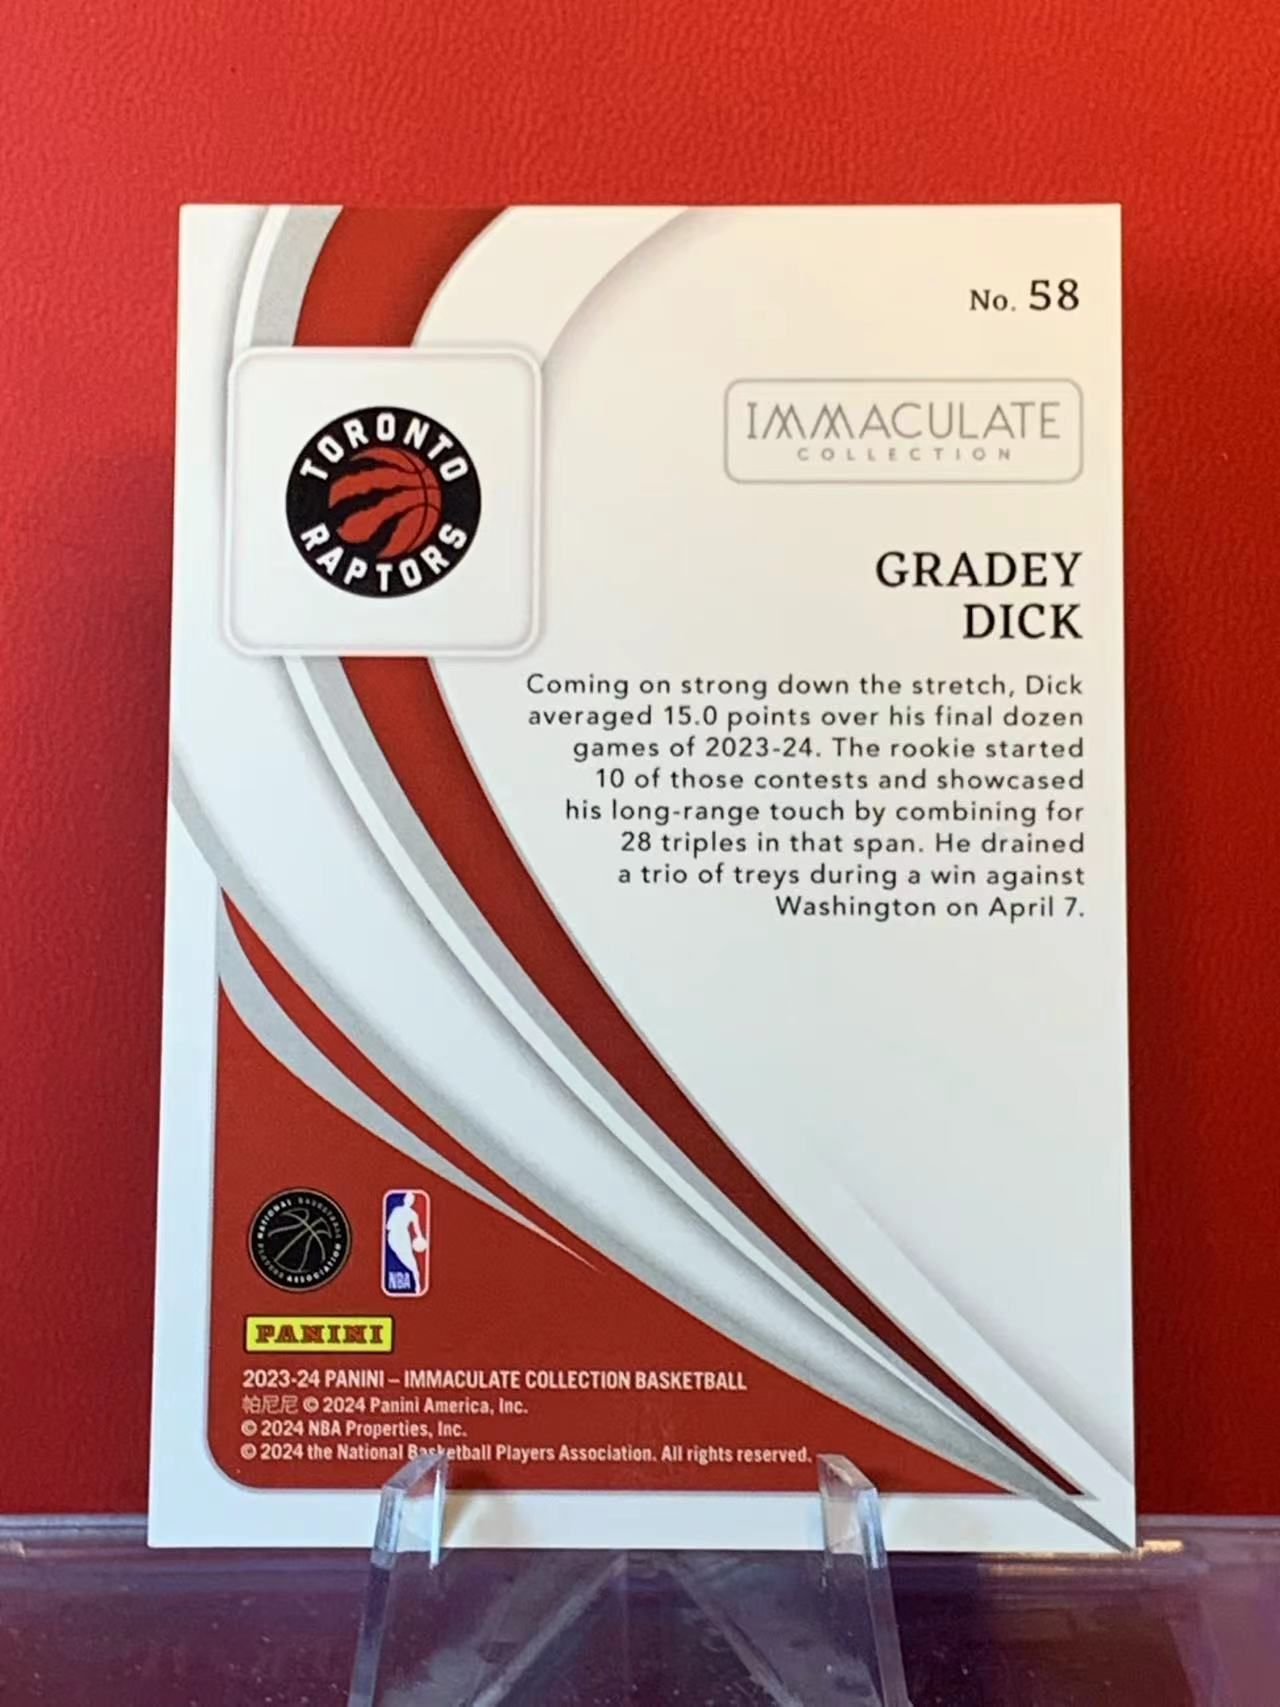 No. 58
TORONTO
RAPTORS
IMMACULATE
COLLECTION
GRADEY
DICK
Coming on strong down the stretch, Dick
averaged 15.0 points over his final dozen
games of 2023-24. The rookie started
10 of those contests and showcased
his long-range touch by combining for
28 triples in that span. He drained
a trio of treys during a win against
Washington on April 7.
NATIONAL BASKETBALL
PLAYERS ASSOCIATION
NBA
PANINI
2023-24 PANINI – IMMACULATE COLLECTION BASKETBALL
帕尼尼 © 2024 Panini America, Inc.
© 2024 NBA Properties, Inc.
© 2024 the National Basketball Players Association. All rights reserved.